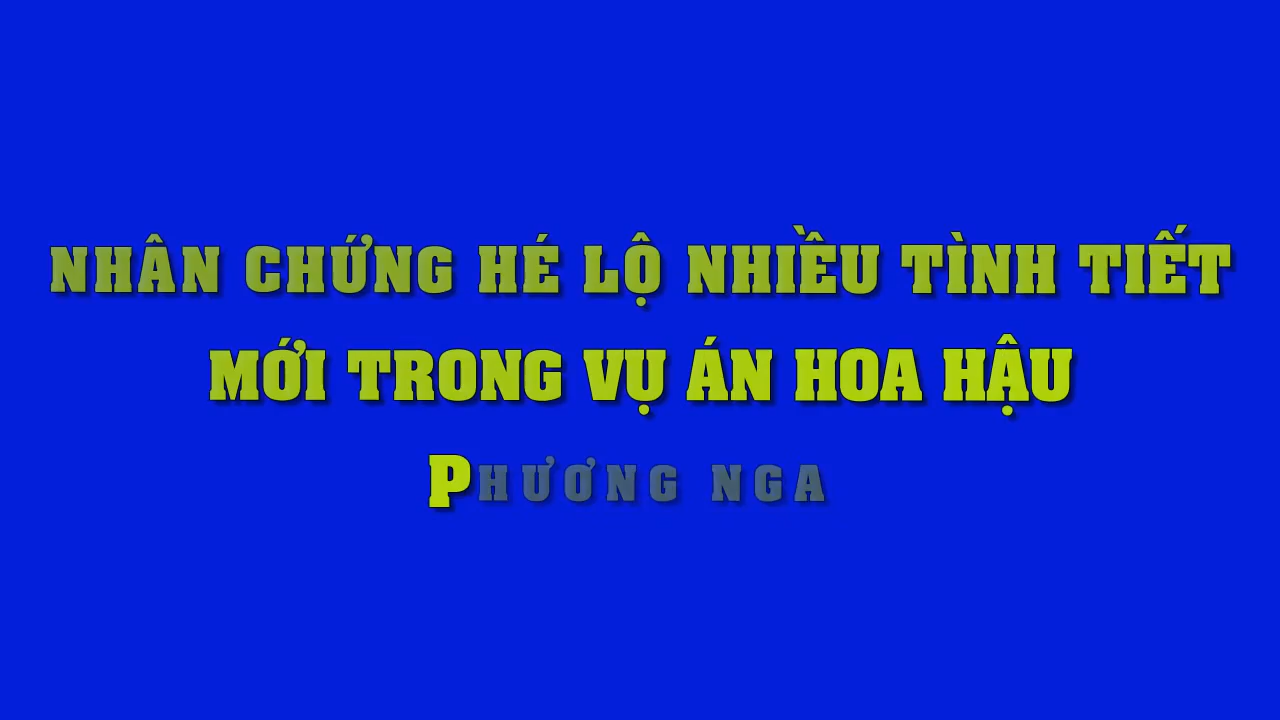 NHÂN CHỨNG HÉ LỘ NHIỀU TÌNH TIẾT
MỚI TRONG VỤ ÁN HOA HẬU
PHƯƠNG NGA